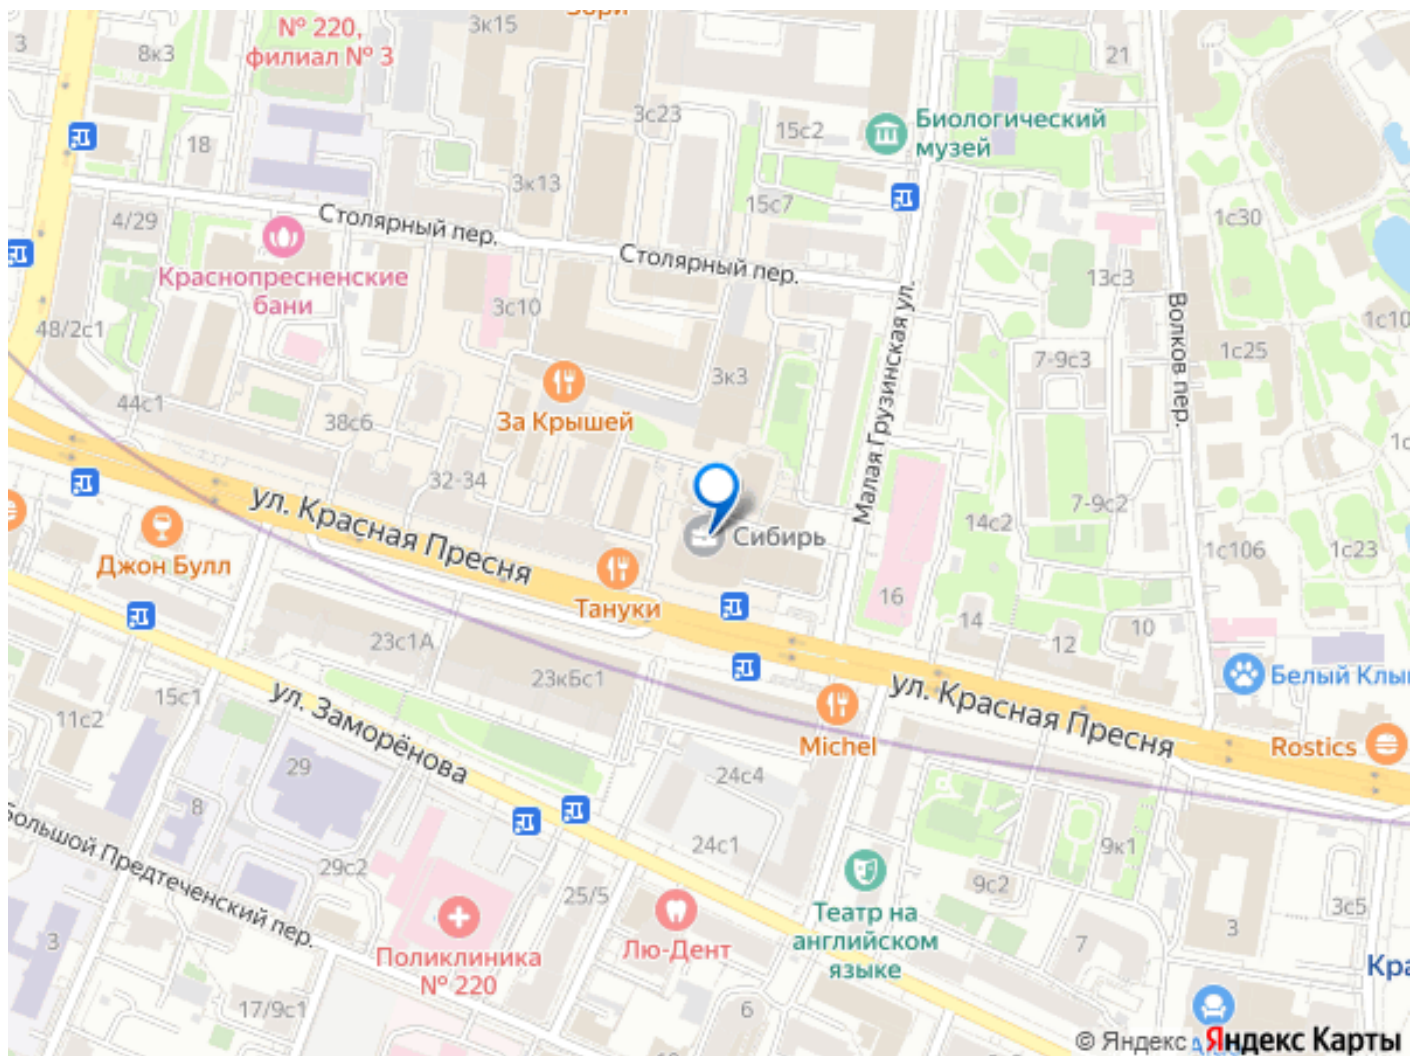 № 220,
филиал № 3
3к15
3
8к3
21
3с23
15с2
Биологический
музей
18
3к13
15с7
1с30
4/29
Столярный пер.
Столярный пер.
Краснопресненские
бани
3с10
13с3
48/2с1
1с10
1с25
7-9с3
3к3
Малая Грузинская ул.
Волков пер.
44с1
38с6
За Крышей
32-34
ул. Красная Пресня
7-9с2
14с2
Сибирь
1с106
1с23
Джон Булл
Тануки
16
14
12
10
23с1А
23кБс1
Белый Клы
15с1
11с2
ул. Заморёнова
ул. Красная Пресня
Michel
Rostics
29
24с4
8
Большой Предтеченский пер.
29с2
24с1
9к1
9с2
25/5
3с5
Театр на
английском
языке
Лю-Дент
Поликлиника
№ 220
3
7
3
Кра
17/9с1
6
© Яндекс Яндекс Карты